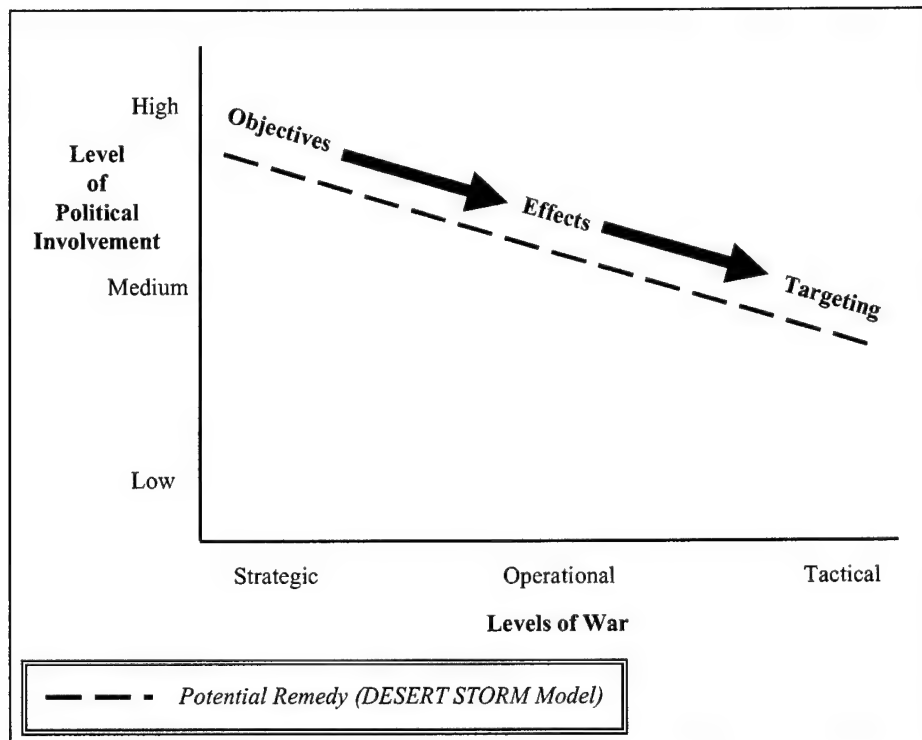 High
Level
of
Political
Involvement
Medium
Low
Objectives
Effects
Targeting
Strategic Operational Tactical
Levels of War
Potential Remedy (DESERT STORM Model)